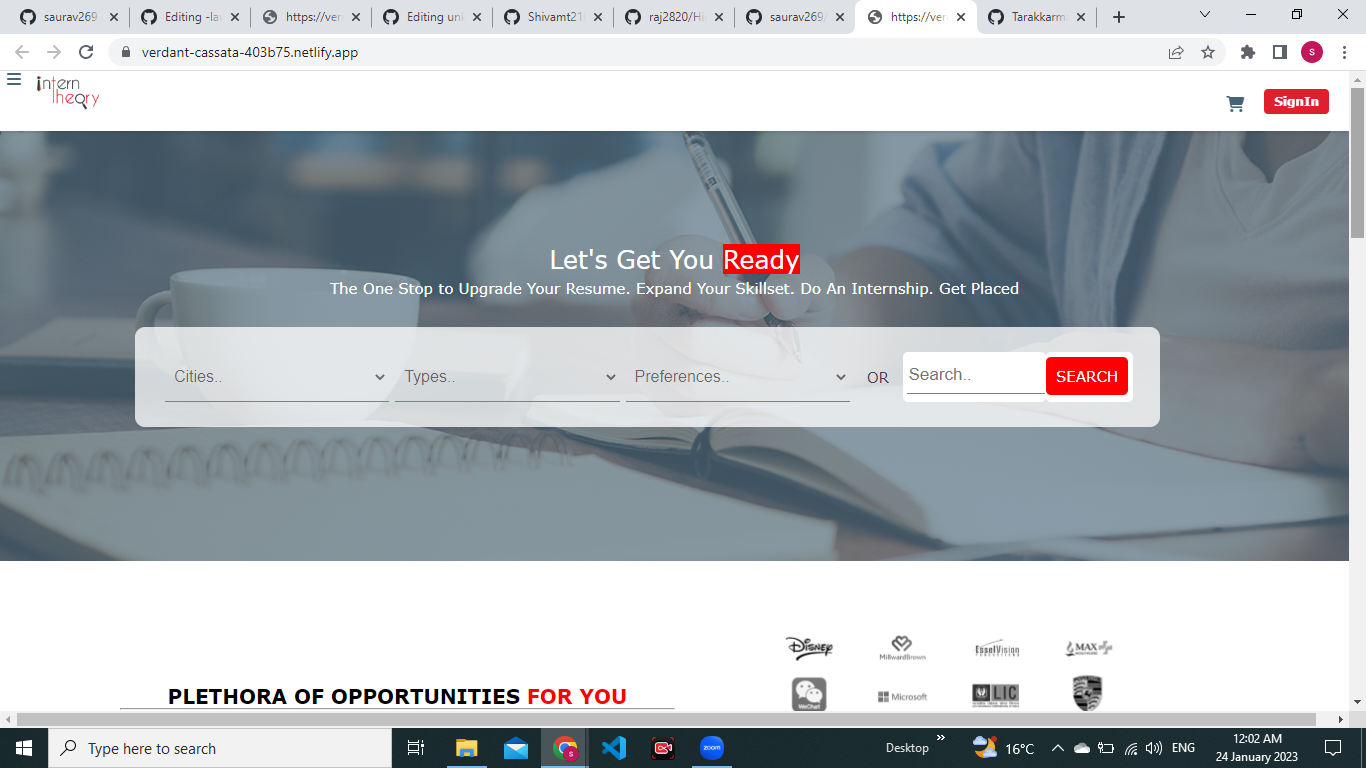 saurav269
Editing -la
https://ver
Editing unk
Shivamt21
raj2820/Hi
saurav269/
https://ver
Tarakkarm
verdant-cassata-403b75.netlify.app
s
intern
theory
SignIn
Let's Get You Ready
The One Stop to Upgrade Your Resume. Expand Your Skillset. Do An Internship. Get Placed
Cities.. Types.. Preferences.. OR Search.. SEARCH
Disney MillwardBrown EsselVision MAX
PLETHORA OF OPPORTUNITIES FOR YOU
WeChat Microsoft LIC
Type here to search
zoom
Desktop
16°C
ENG
12:02 AM
24 January 2023